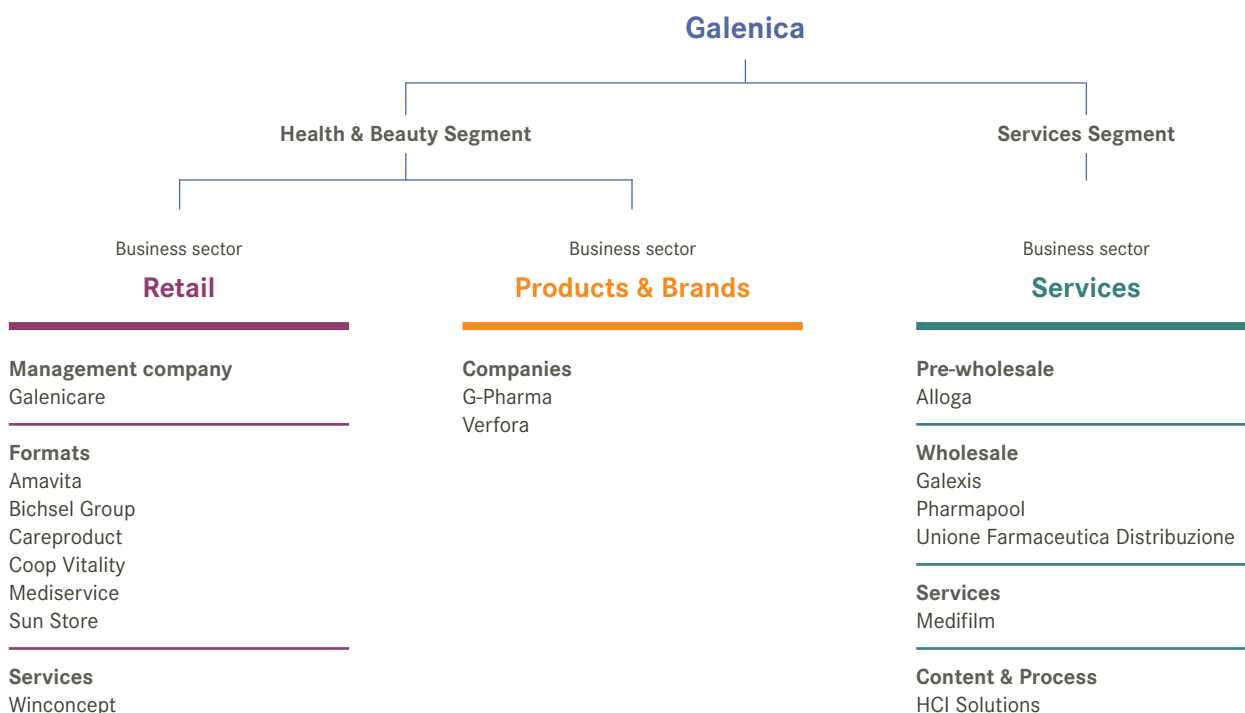 Galenica
Health & Beauty Segment
Services Segment
Business sector
Retail
Management company
Galenicare
Formats
Amavita
Bichsel Group
Careproduct
Coop Vitality
Mediservice
Sun Store
Services
Winconcept
Business sector
Products & Brands
Companies
G-Pharma
Verfora
Business sector
Services
Pre-wholesale
Alloga
Wholesale
Galexis
Pharmapool
Unione Farmaceutica Distribuzione
Services
Medifilm
Content & Process
HCI Solutions